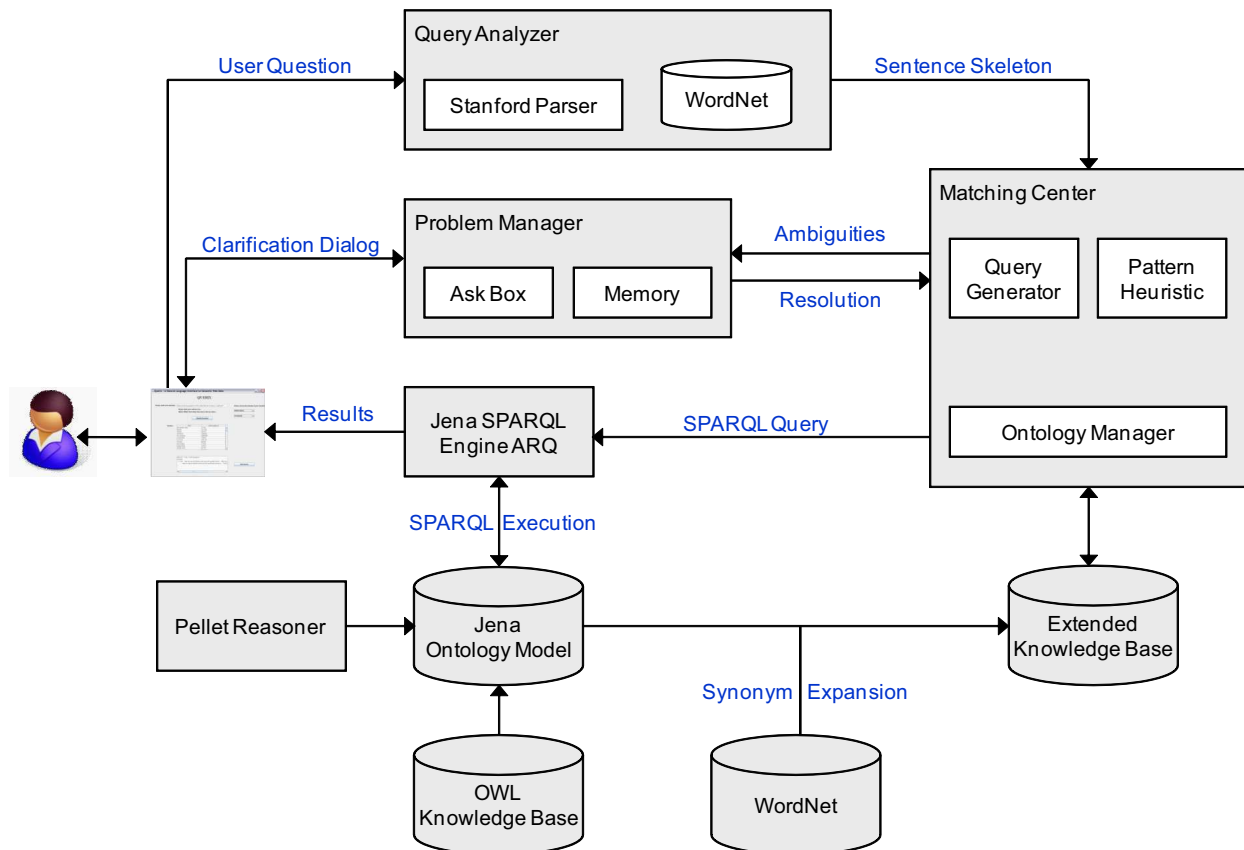 Query Analyzer
User Question
Sentence Skeleton
Stanford Parser
WordNet
Matching Center
Problem Manager
Clarification Dialog
Ambiguities
Ask Box
Memory
Resolution
Query
Generator
Pattern
Heuristic
Results
Jena SPARQL
Engine ARQ
SPARQL Query
Ontology Manager
SPARQL Execution
Pellet Reasoner
Jena
Ontology Model
Extended
Knowledge Base
Synonym Expansion
OWL
Knowledge Base
WordNet